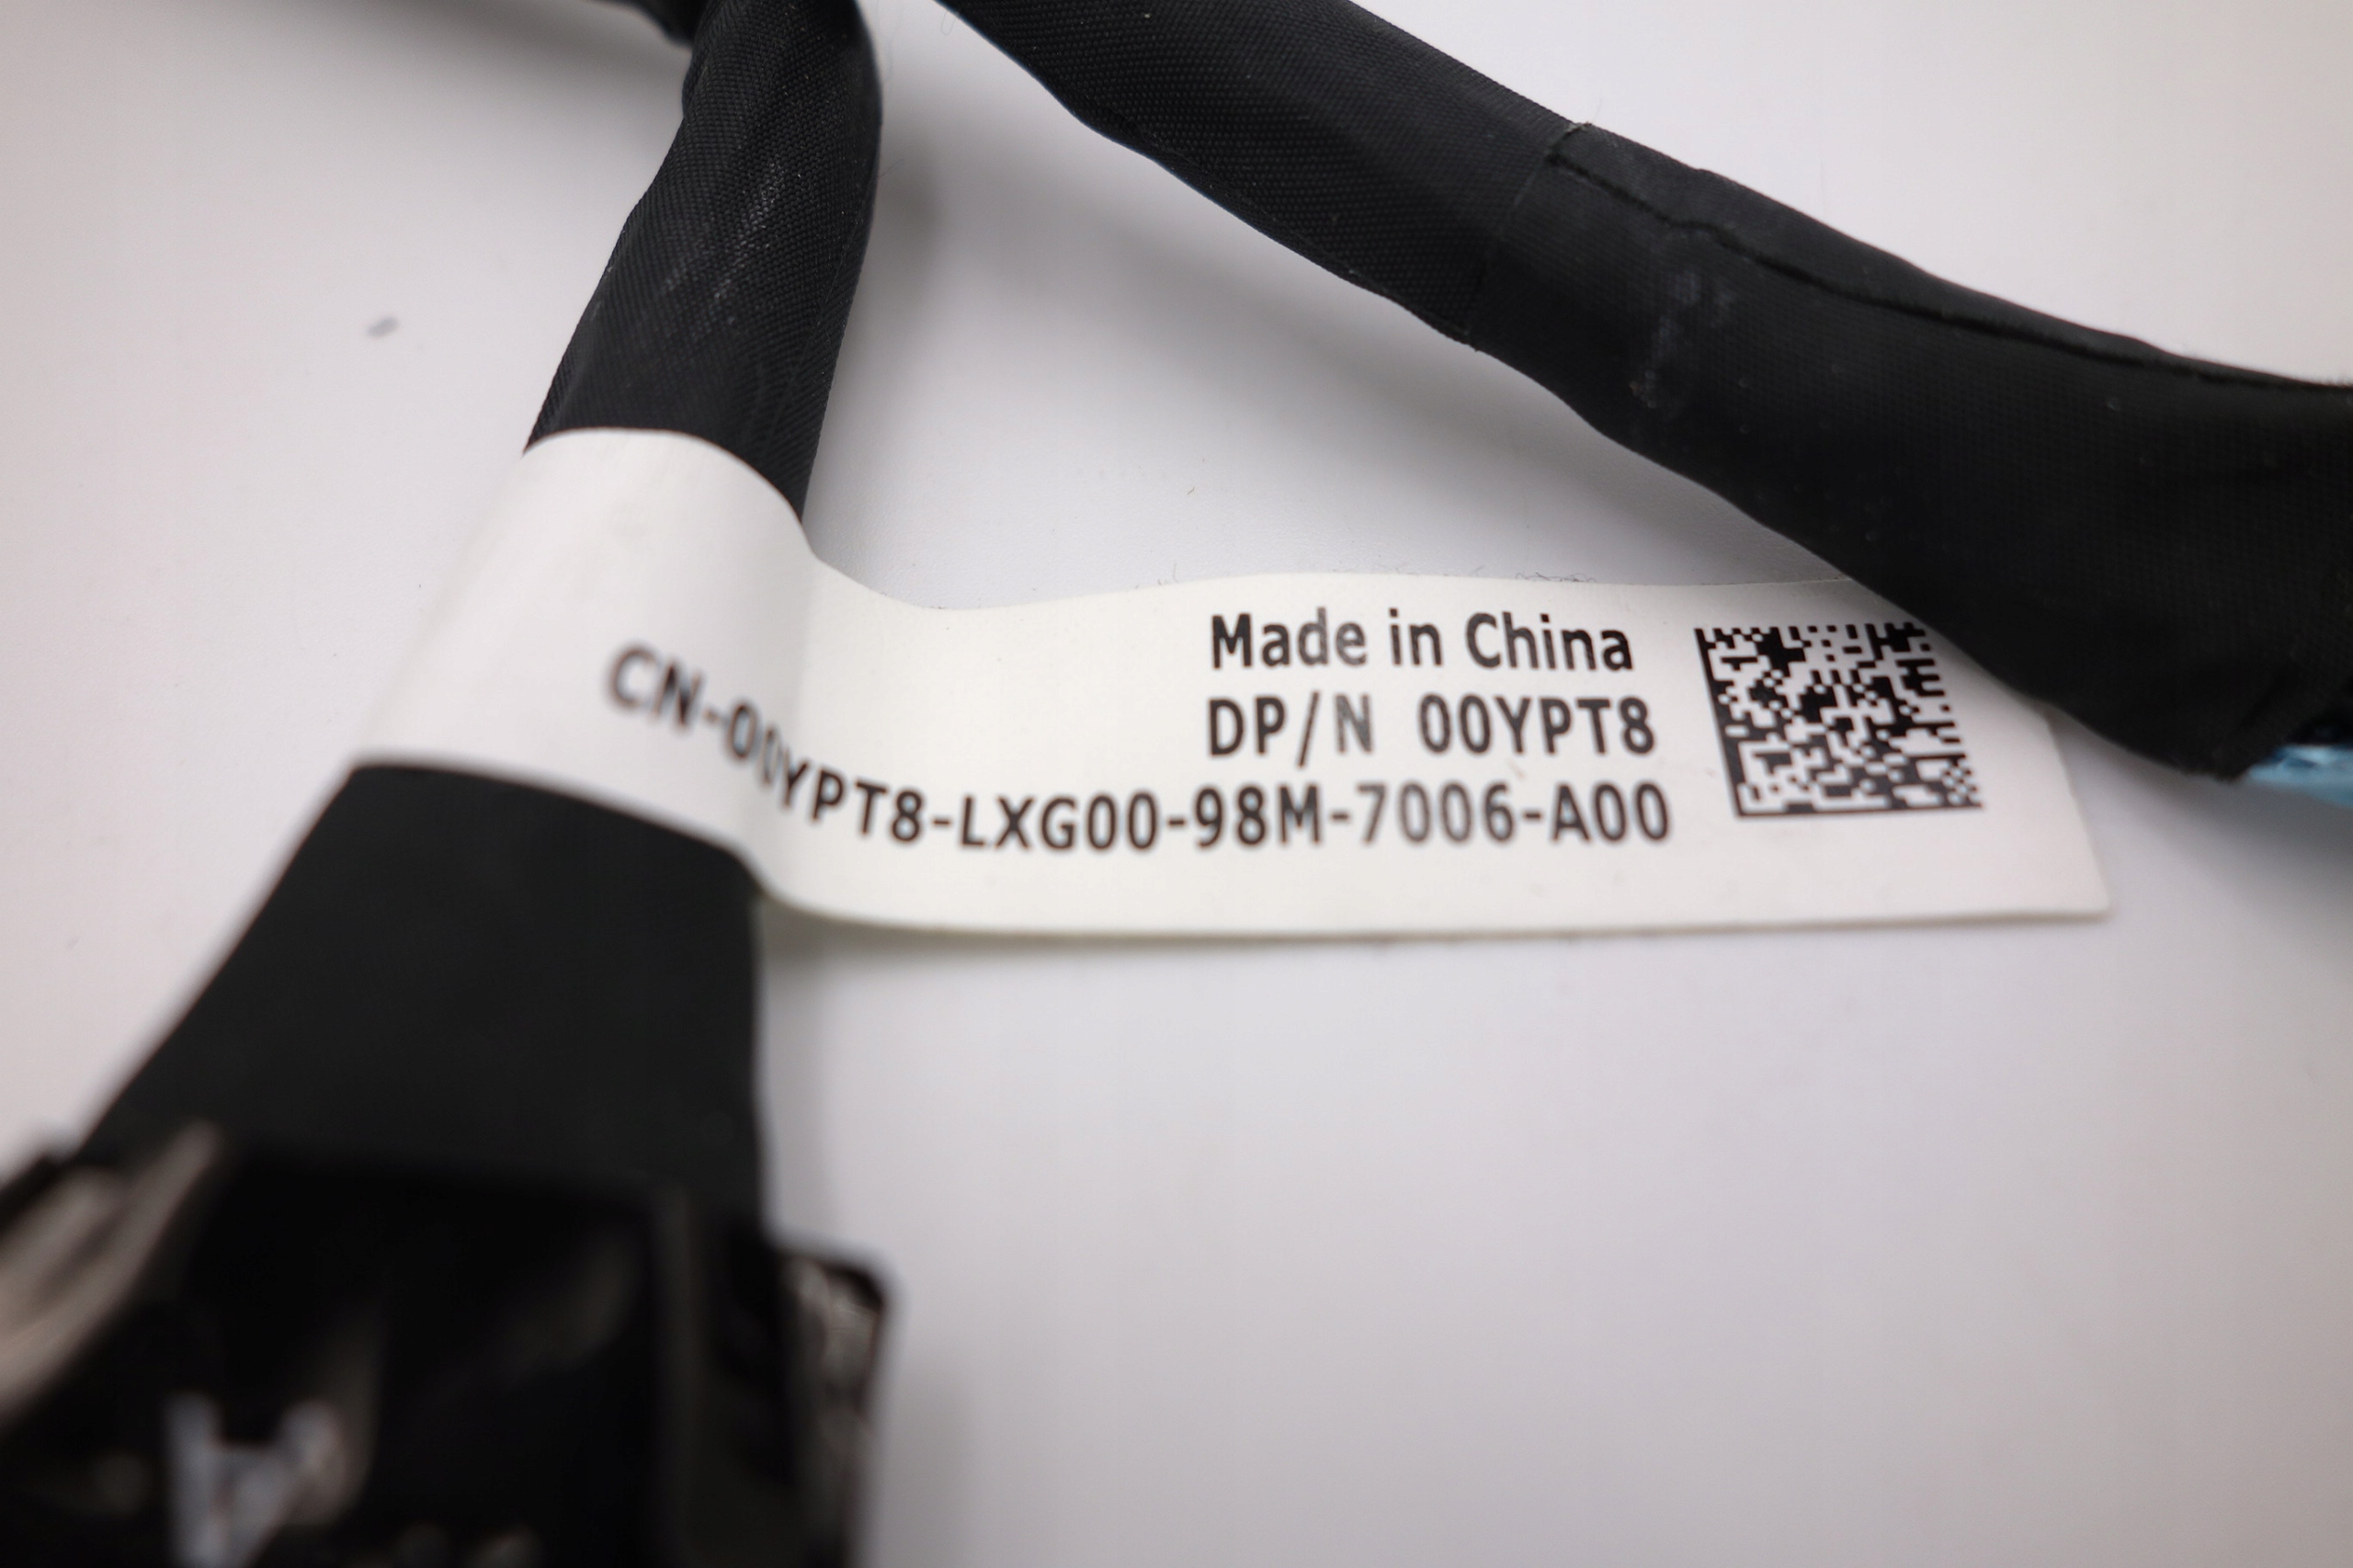 Made in China
DP/N 00YPT8
CN-00YPT8-LXG00-98M-7006-A00